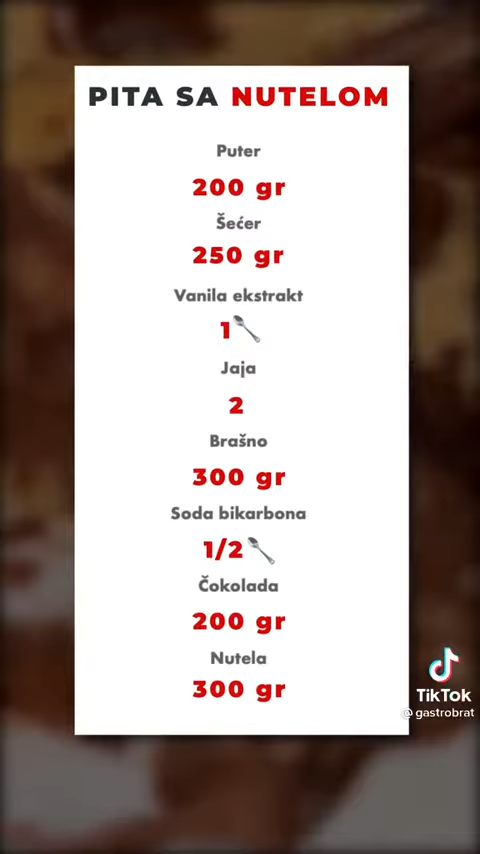 PITA SA NUTELOM
Puter
200 gr
Šećer
250 gr
Vanila ekstrakt
1
Jaja
2
Brašno
300 gr
Soda bikarbona
1/2
Čokolada
200 gr
Nutela
300 gr
TikTok
@ gastrobrat